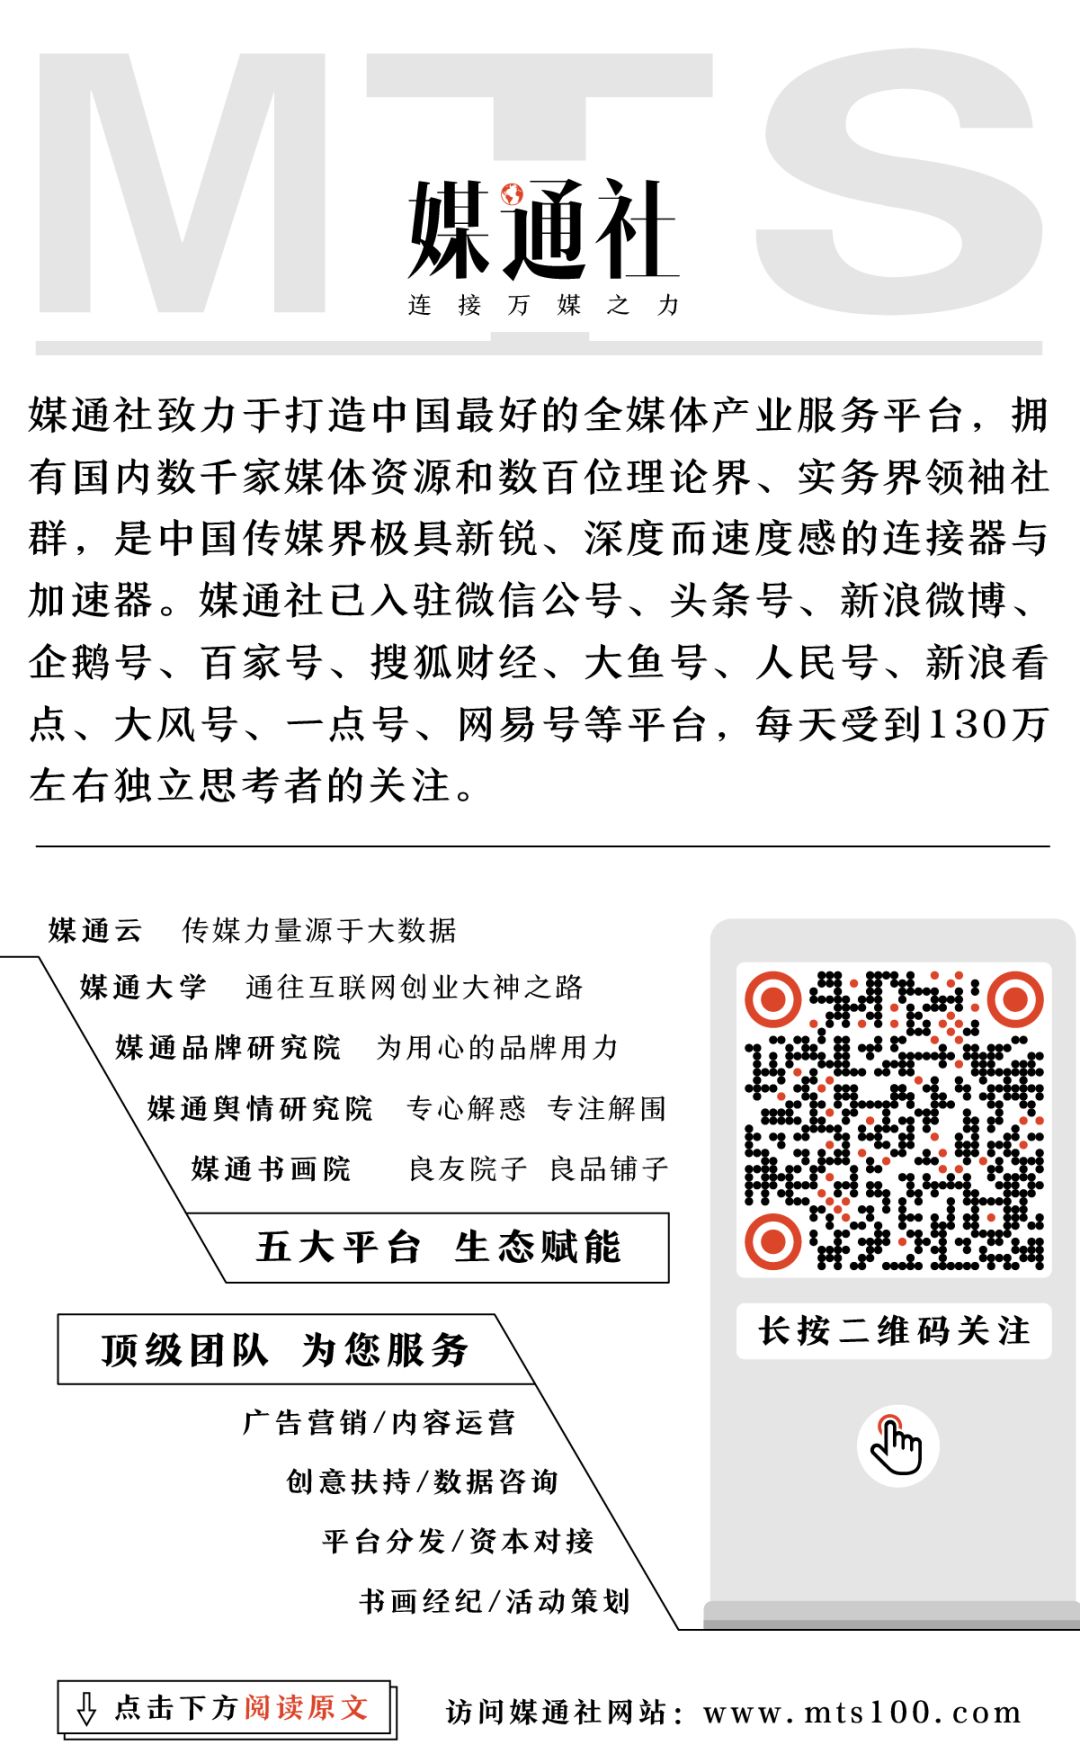 MTS
媒通社
连接万媒之力
媒通社致力于打造中国最好的全媒体产业服务平台，拥
有国内数千家媒体资源和数百位理论界、实务界领袖社
群，是中国传媒界极具新锐、深度而速度感的连接器与
加速器。媒通社已入驻微信公号、头条号、新浪微博、
企鹅号、百家号、搜狐财经、大鱼号、人民号、新浪看
点、大风号、一点号、网易号等平台，每天受到130万
左右独立思考者的关注。
媒通云 传媒力量源于大数据
媒通大学 通往互联网创业大神之路
媒通品牌研究院 为用心的品牌用力
媒通舆情研究院 专心解惑 专注解围
媒通书画院 良友院子 良品铺子
五大平台 生态赋能
长按二维码关注
顶级团队 为您服务
广告营销/内容运营
创意扶持/数据咨询
平台分发/资本对接
书画经纪/活动策划
点击下方阅读原文
访问媒通社网站：www.mts100.com